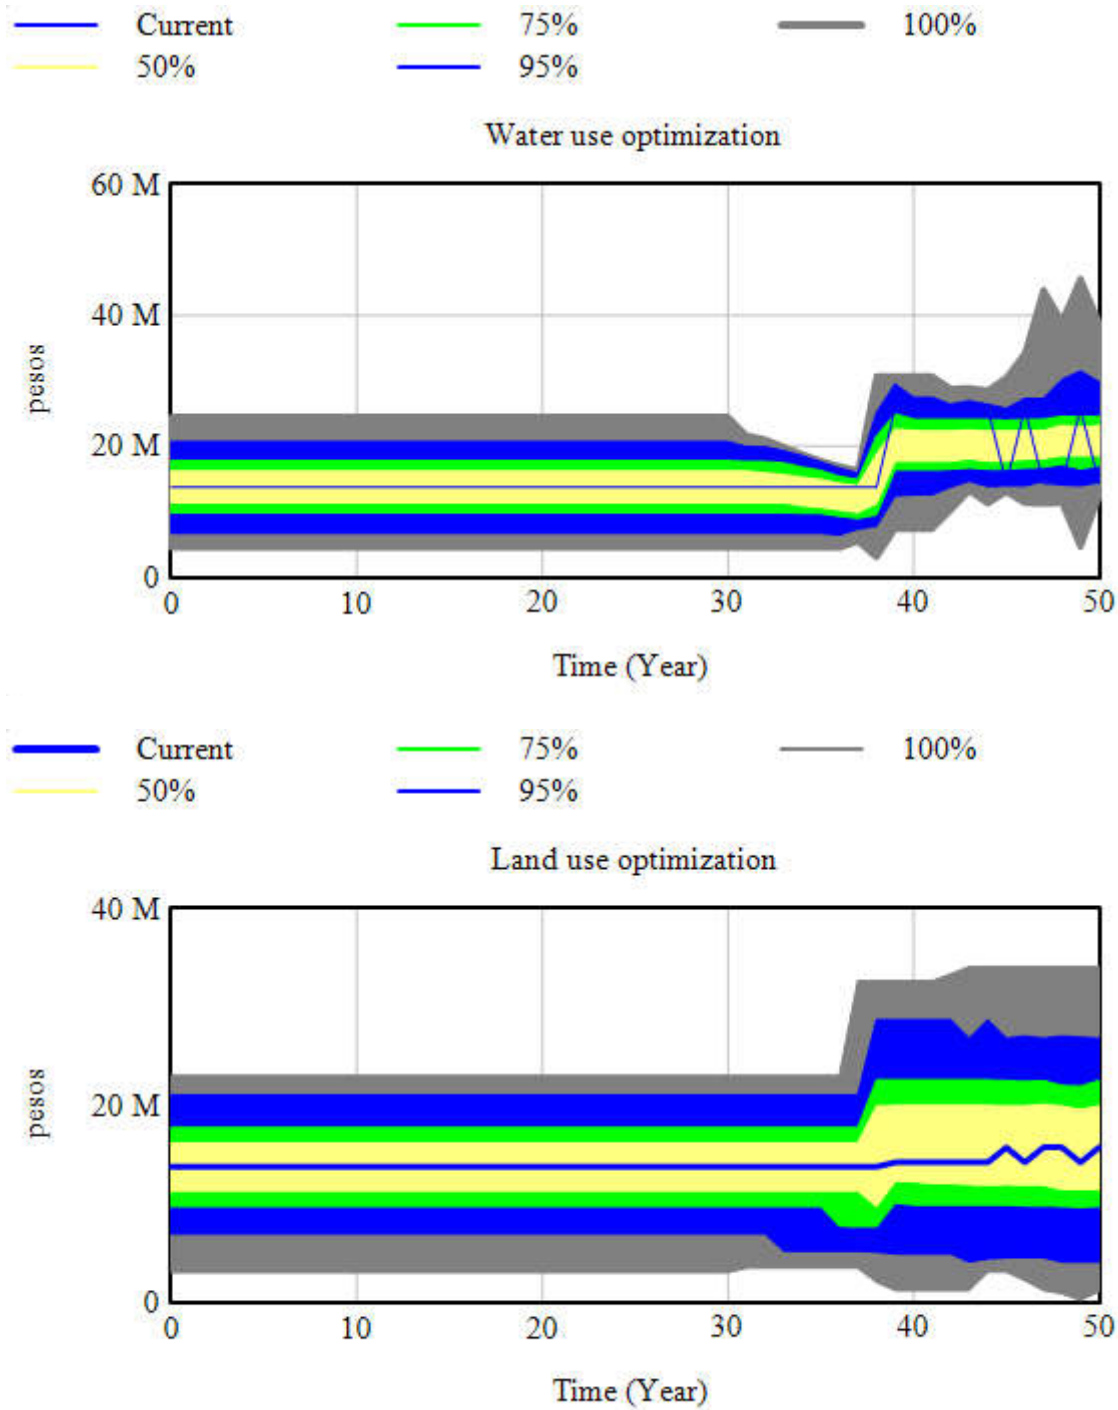 Current 75% 100%
50% 95%
Water use optimization
60 M
40 M
20 M
0
pesos
0 10 20 30 40 50
Time (Year)
Current 75% 100%
50% 95%
Land use optimization
40 M
20 M
0
pesos
0 10 20 30 40 50
Time (Year)